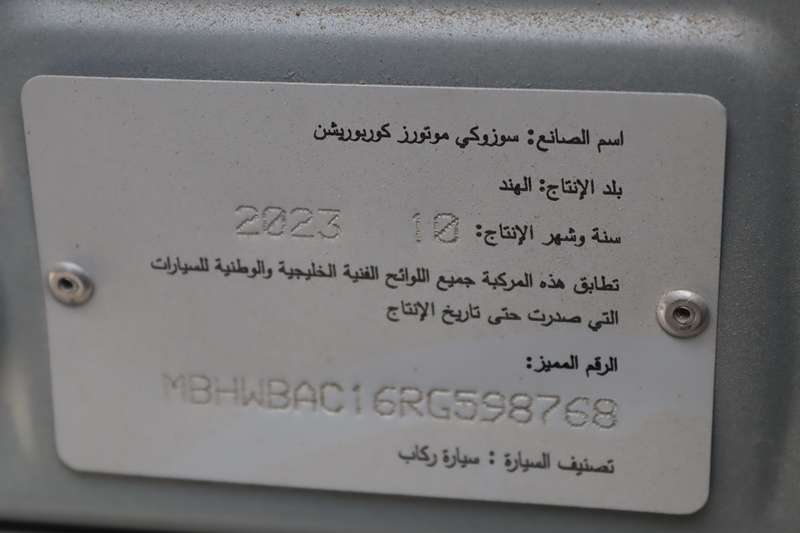 اسم الصانع: سوزوكي موتورز كوربوريشن
بلد الإنتاج: الهند
سنة وشهر الإنتاج: 10 2023
تطابق هذه المركبة جميع اللوائح الفنية الخليجية والوطنية للسيارات
التي صدرت حتى تاريخ الإنتاج
الرقم المميز:
MBHWBAC16RG598768
تصنيف السيارة : سيارة ركاب